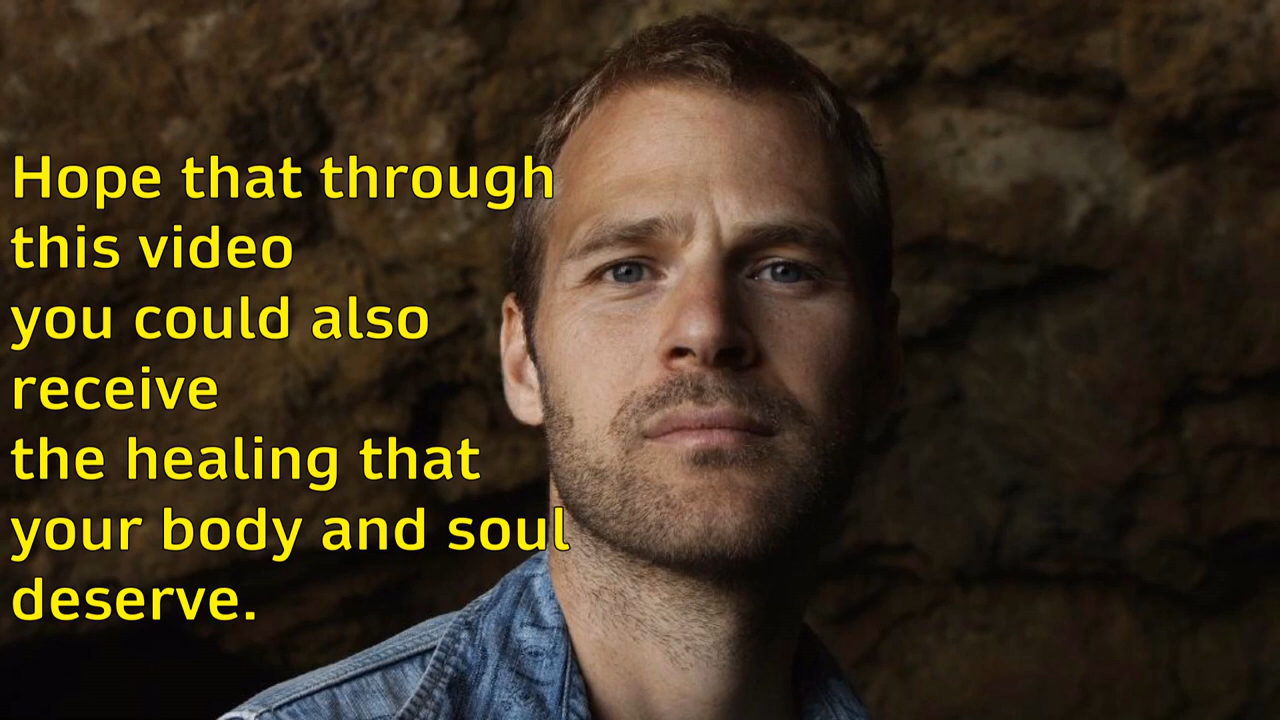 Hope that through
this video
you could also
receive
the healing that
your body and soul
deserve.